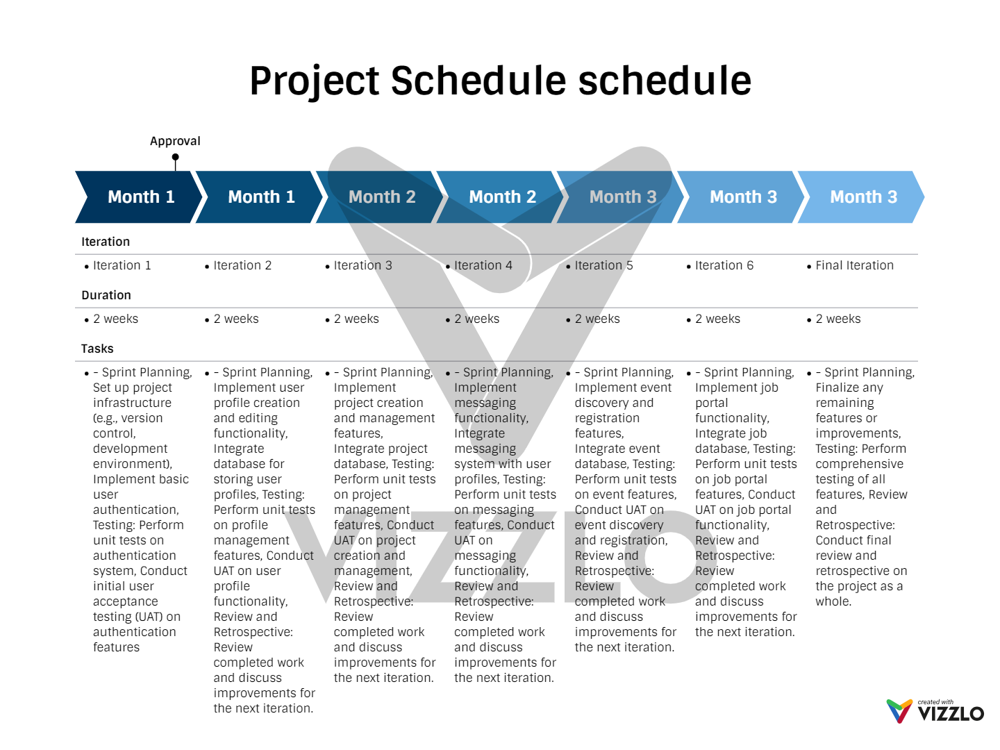 Project Schedule schedule
Approval
Month 1
Month 1
Month 2
Month 2
Month 3
Month 3
Month 3
Iteration
• Iteration 1
• Iteration 2
• Iteration 3
• Iteration 4
• Iteration 5
• Iteration 6
• Final Iteration
Duration
• 2 weeks
• 2 weeks
• 2 weeks
• 2 weeks
• 2 weeks
• 2 weeks
• 2 weeks
Tasks
• - Sprint Planning,
Set up project
infrastructure
(e.g., version
control,
development
environment),
Implement basic
user
authentication,
Testing: Perform
unit tests on
authentication
system, Conduct
initial user
acceptance
testing (UAT) on
authentication
features
• - Sprint Planning,
Implement user
profile creation
and editing
functionality,
Integrate
database for
storing user
profiles, Testing:
Perform unit tests
on profile
management
features, Conduct
UAT on user
profile
functionality,
Review and
Retrospective:
Review
completed work
and discuss
improvements for
the next iteration.
• - Sprint Planning,
Implement
project creation
and management
features,
Integrate project
database, Testing:
Perform unit tests
on project
management
features, Conduct
UAT on project
creation and
management,
Review and
Retrospective:
Review
completed work
and discuss
improvements for
the next iteration.
• - Sprint Planning,
Implement
messaging
functionality,
Integrate
messaging
system with user
profiles, Testing:
Perform unit tests
on messaging
features, Conduct
UAT on
messaging
functionality,
Review and
Retrospective:
Review
completed work
and discuss
improvements for
the next iteration.
• - Sprint Planning,
Implement event
discovery and
registration
features,
Integrate event
database, Testing:
Perform unit tests
on event features,
Conduct UAT on
event discovery
and registration,
Review and
Retrospective:
Review
completed work
and discuss
improvements for
the next iteration.
• - Sprint Planning,
Implement job
portal
functionality,
Integrate job
database, Testing:
Perform unit tests
on job portal
features, Conduct
UAT on job portal
functionality,
Review and
Retrospective:
Review
completed work
and discuss
improvements for
the next iteration.
• - Sprint Planning,
Finalize any
remaining
features or
improvements,
Testing: Perform
comprehensive
testing of all
features, Review
and
Retrospective:
Conduct final
review and
retrospective on
the project as a
whole.
VIZZLO
created with
VIZZLO